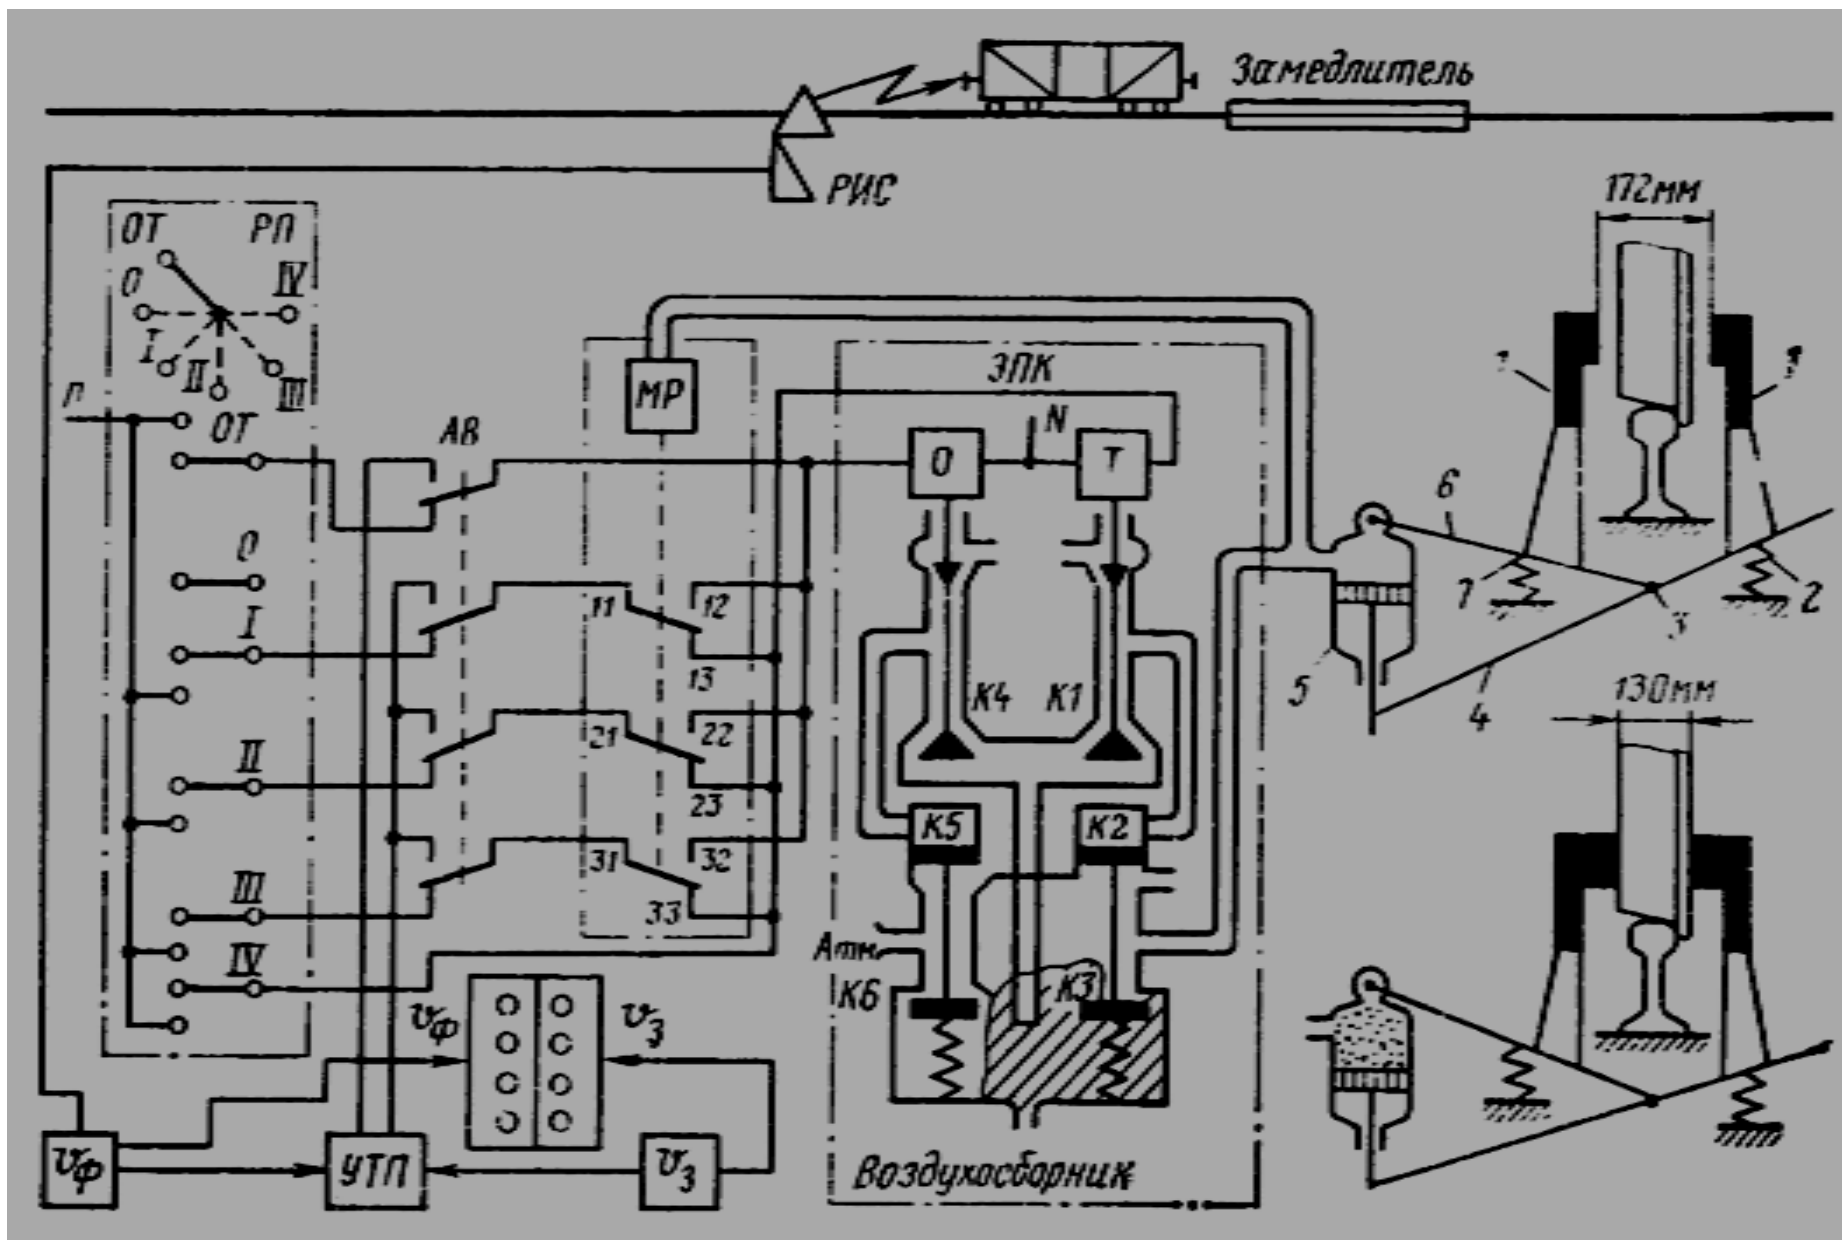 Замедлитель
РИС
172мм
ОТ РП
О IV
I II III
П
ОТ
АВ
МР
ЭПК
N
О Т
1
6
7 2
3
5
4
О
I
11 12
13
К4 К1
130мм
II
21 22
23
К5 К2
III
31 32
33
Атм.
IV
К6 К3
vф vз
vф УТП vз
Воздухосборник